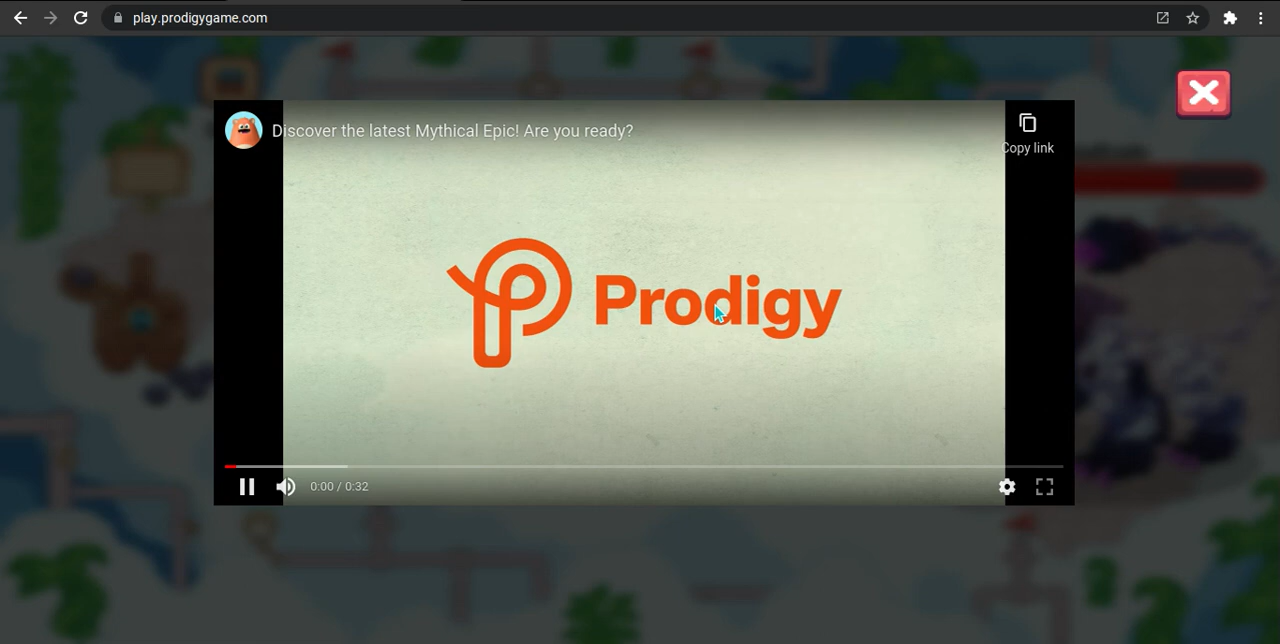 play.prodigygame.com
Discover the latest Mythical Epic! Are you ready?
Copy link
Prodigy
0:00 / 0:32